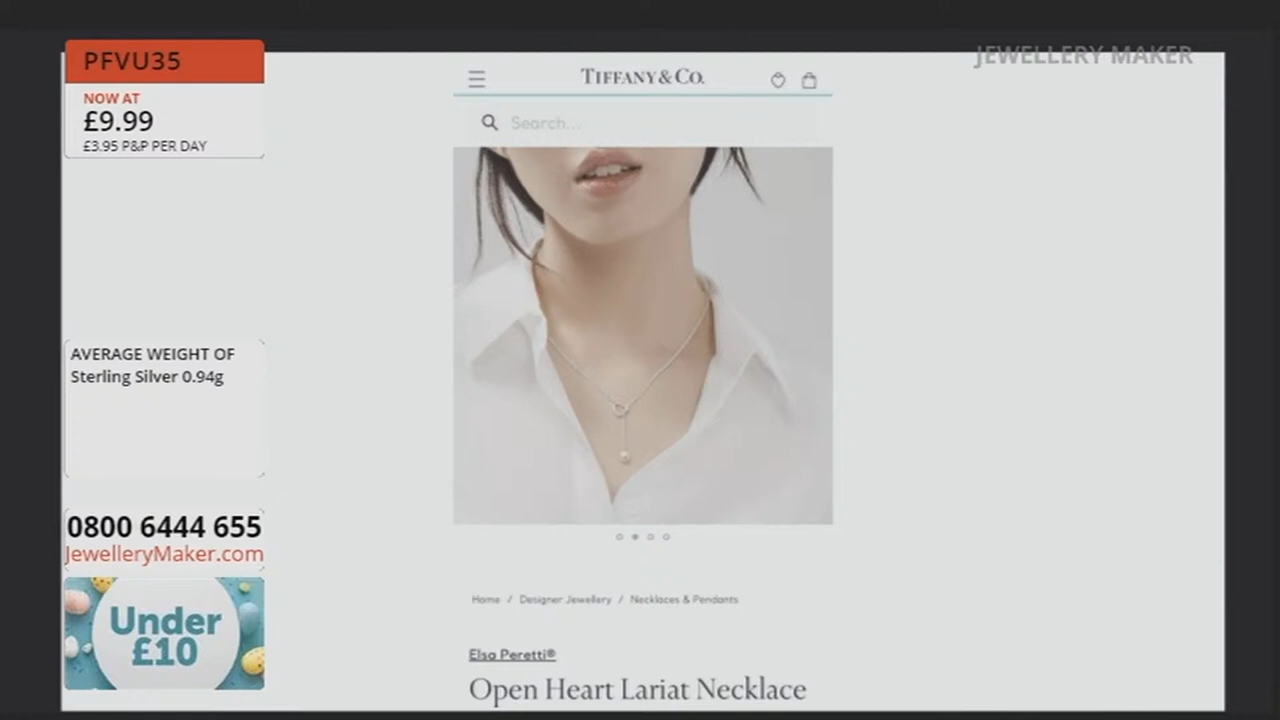 PFVU35
NOW AT
£9.99
£3.95 P&P PER DAY
AVERAGE WEIGHT OF
Sterling Silver 0.94g
0800 6444 655
JewelleryMaker.com
Under
£10
JEWELLERY MAKER
TIFFANY & CO.
Search...
Home / Designer Jewellery / Necklaces & Pendants
Elsa Peretti®
Open Heart Lariat Necklace